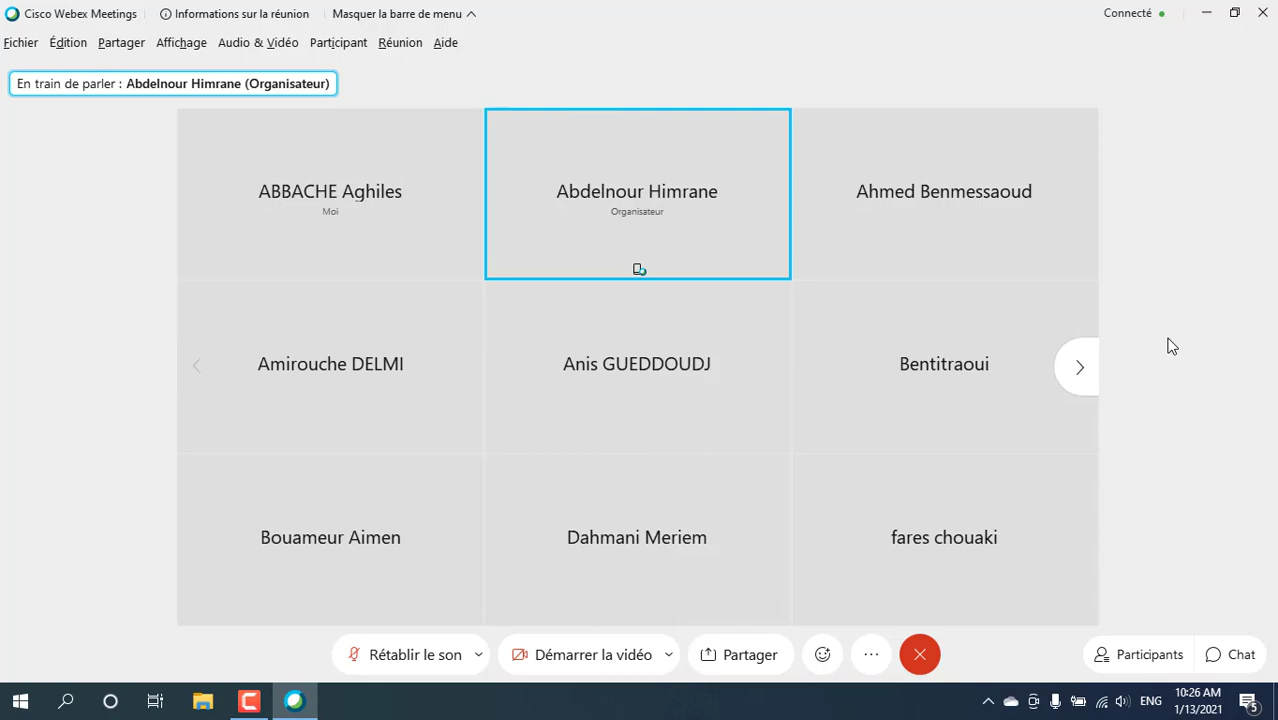 Cisco Webex Meetings
Informations sur la réunion
Masquer la barre de menu
Connecté
Fichier
Édition
Partager
Affichage
Audio & Vidéo
Participant
Réunion
Aide
En train de parler : Abdelnour Himrane (Organisateur)
ABBACHE Aghiles
Moi
Abdelnour Himrane
Organisateur
Ahmed Benmessaoud
Amirouche DELMI
Anis GUEDDOUDJ
Bentitraoui
Bouameur Aimen
Dahmani Meriem
fares chouaki
Rétablir le son
Démarrer la vidéo
Partager
Participants
Chat
ENG
10:26 AM
1/13/2021
5